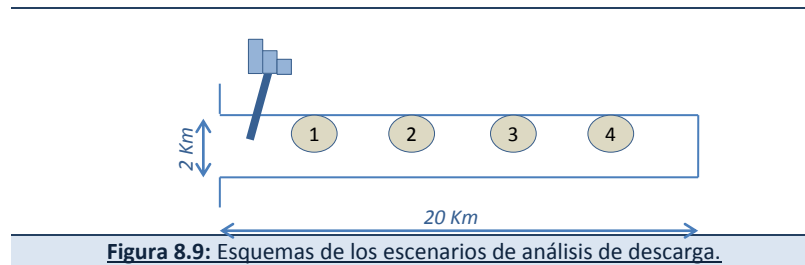 1 2 3 4
2 Km
20 Km
Figura 8.9: Esquemas de los escenarios de análisis de descarga.